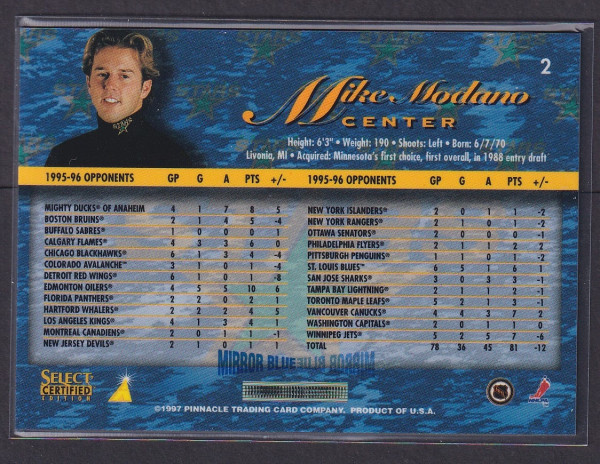 2
Mike Modano
CENTER
Height: 6'3" • Weight: 190 • Shoots: Left • Born: 6/7/70
Livonia, MI • Acquired: Minnesota's first choice, first overall, in 1988 entry draft
1995-96 OPPONENTS GP G A PTS +/-
MIGHTY DUCKS OF ANAHEIM® 4 1 7 8 5
BOSTON BRUINS® 2 1 4 5 -4
BUFFALO SABRES® 1 0 0 0 1
CALGARY FLAMES® 4 3 3 6 0
CHICAGO BLACKHAWKS® 6 1 3 4 -4
COLORADO AVALANCHE™ 3 1 0 1 -4
DETROIT RED WINGS® 6 1 0 1
EDMONTON OILERS® 4 5 5 10 6
FLORIDA PANTHERS® 2 2 0 2 1
HARTFORD WHALERS® 2 2 2 4 5
LOS ANGELES KINGS® 4 1 3 4
MONTREAL CANADIENS® 2 0 1 1 -1
NEW JERSEY DEVILS® 2 1 0 1
1995-96 OPPONENTS GP G A PTS +/-
NEW YORK ISLANDERS® 2 0 1 1 -2
NEW YORK RANGERS® 2 1 0 1 -2
OTTAWA SENATORS® 2 0 0 0 -1
PHILADELPHIA FLYERS® 2 1 1 2
PITTSBURGH PENGUINS® 1 1 0 1 -2
ST. LOUIS BLUES® 6 5 1 6 1
SAN JOSE SHARKS® 3 0 3 3
TAMPA BAY LIGHTNING® 2 1 2 3 -1
TORONTO MAPLE LEAFS® 5 2 1 3 -1
VANCOUVER CANUCKS® 4 4 3 7
WASHINGTON CAPITALS® 2 1 0 1
WINNIPEG JETS® 5 1 5 6 -2
TOTAL 78 36 45 81 -12
MIRROR BLUE
SELECT
CERTIFIED
EDITION
©1997 PINNACLE TRADING CARD COMPANY. PRODUCT OF U.S.A.
NHL